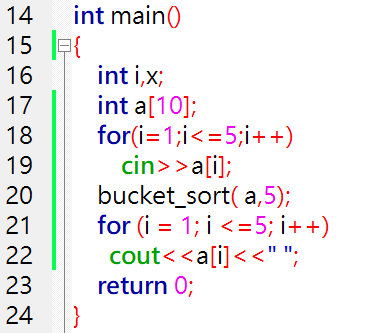 14 int main()
15 {
16 int i,x;
17 int a[10];
18 for(i=1;i<=5;i++)
19 cin>>a[i];
20 bucket_sort( a,5);
21 for (i = 1; i <=5; i++)
22 cout<<a[i]<<" ";
23 return 0;
24 }